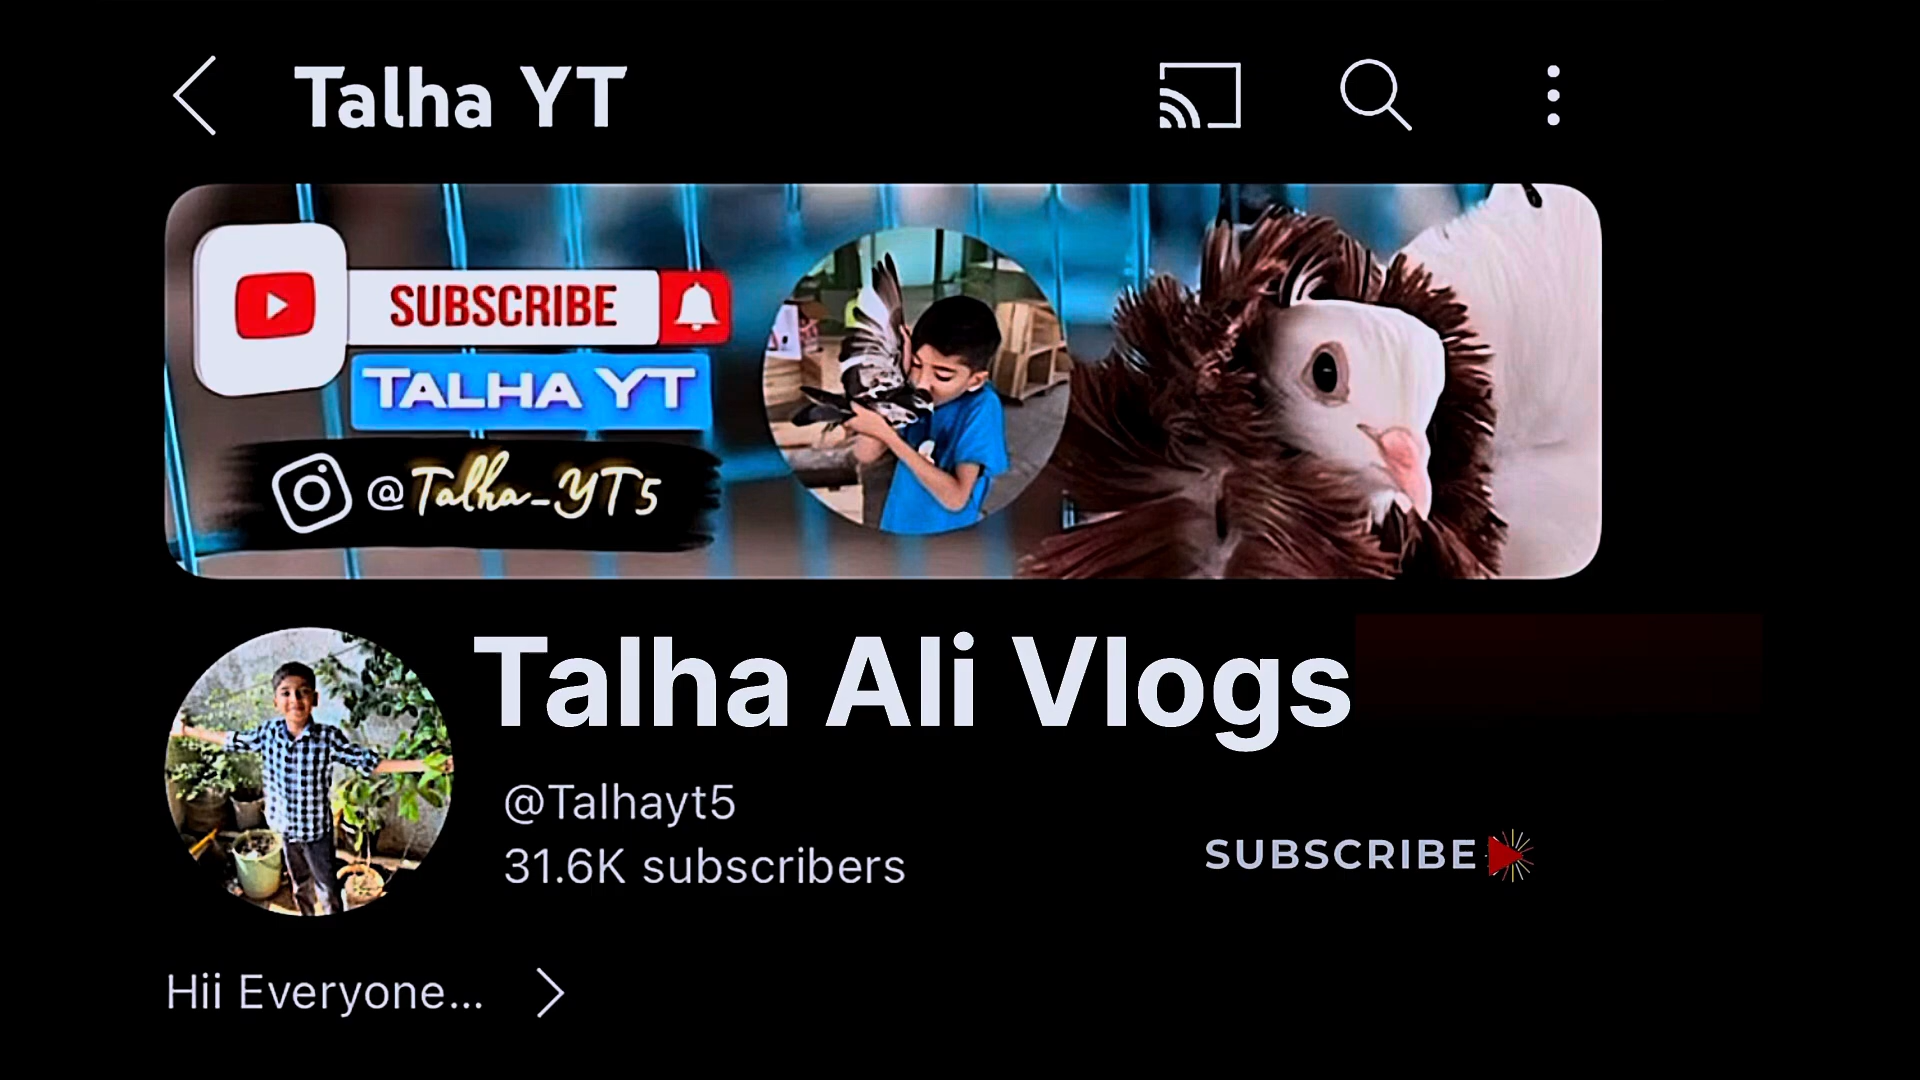 Talha YT
SUBSCRIBE
TALHA YT
@Talha_YT5
Talha Ali Vlogs
@Talhayt5
31.6K subscribers
SUBSCRIBE
Hii Everyone...